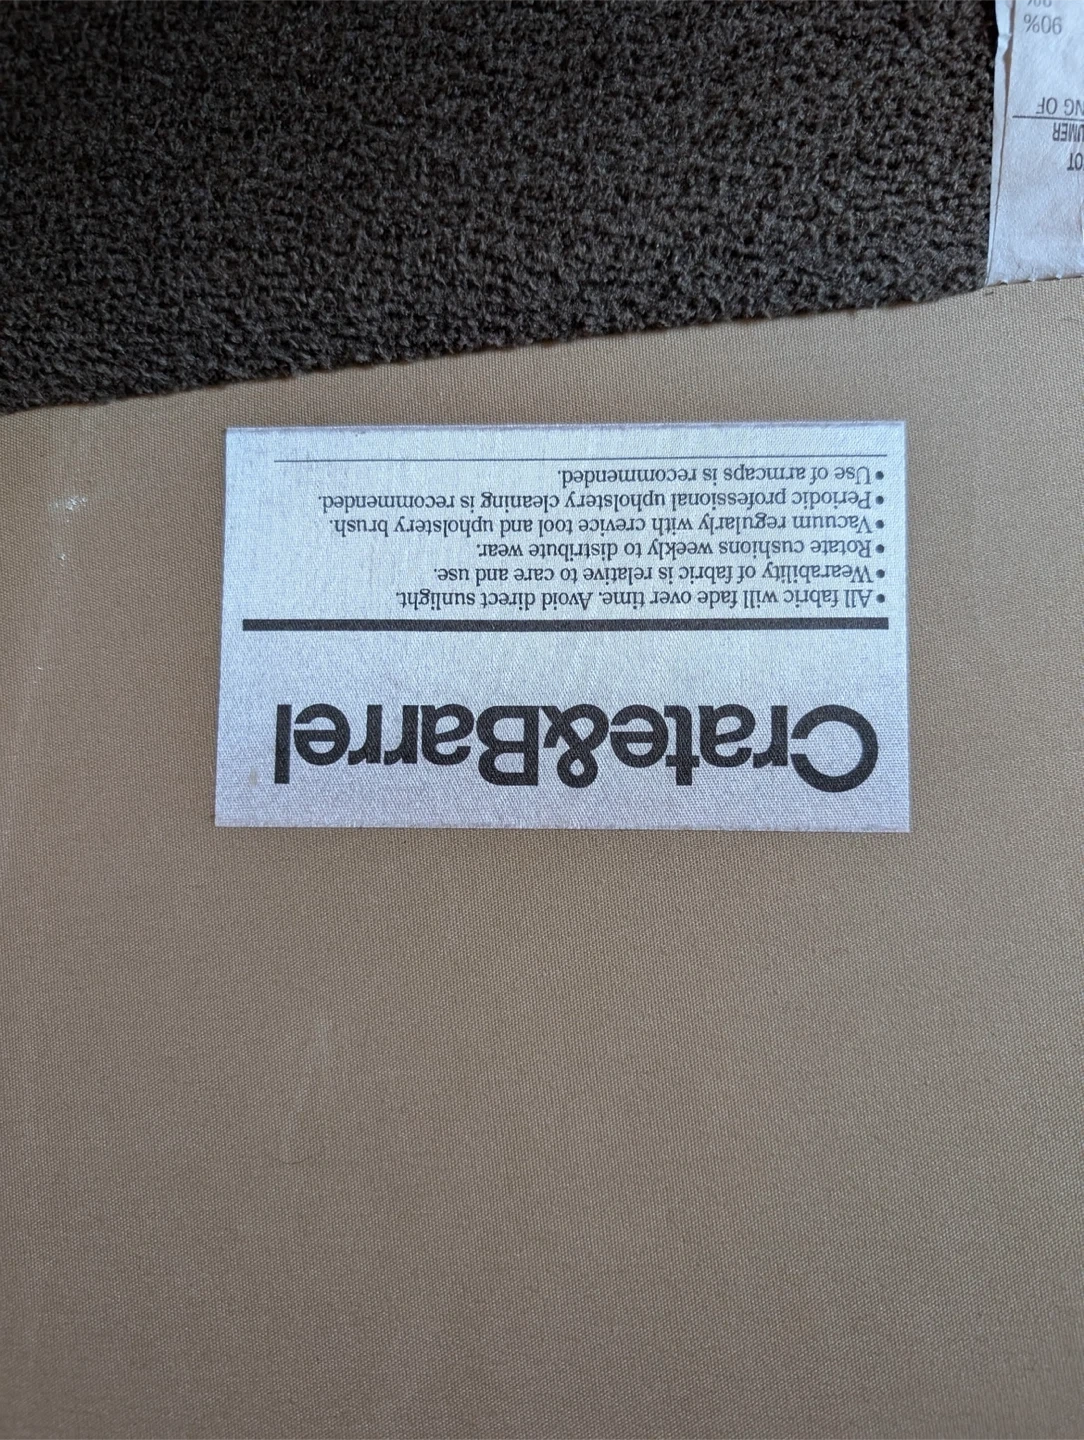 Crate&Barrel
• All fabric will fade over time. Avoid direct sunlight.
• Wearability of fabric is relative to care and use.
• Rotate cushions weekly to distribute wear.
• Vacuum regularly with crevice tool and upholstery brush.
• Periodic professional upholstery cleaning is recommended.
• Use of armcaps is recommended.
OF
90%